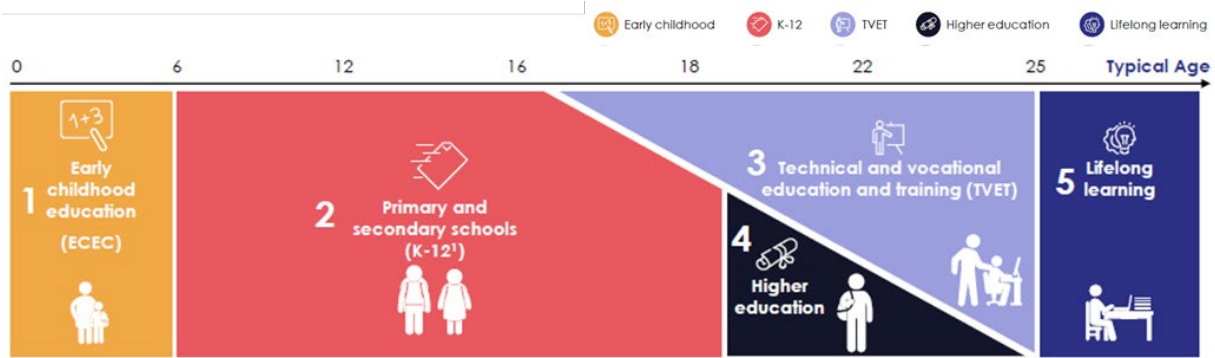 Early childhood K-12 TVET Higher education Lifelong learning
0 6 12 16 18 22 25 Typical Age
1+3
1 Early
childhood
education
(ECEC)
2 Primary and
secondary schools
(K-12¹)
3 Technical and vocational
education and training (TVET)
4
Higher
education
5 Lifelong
learning